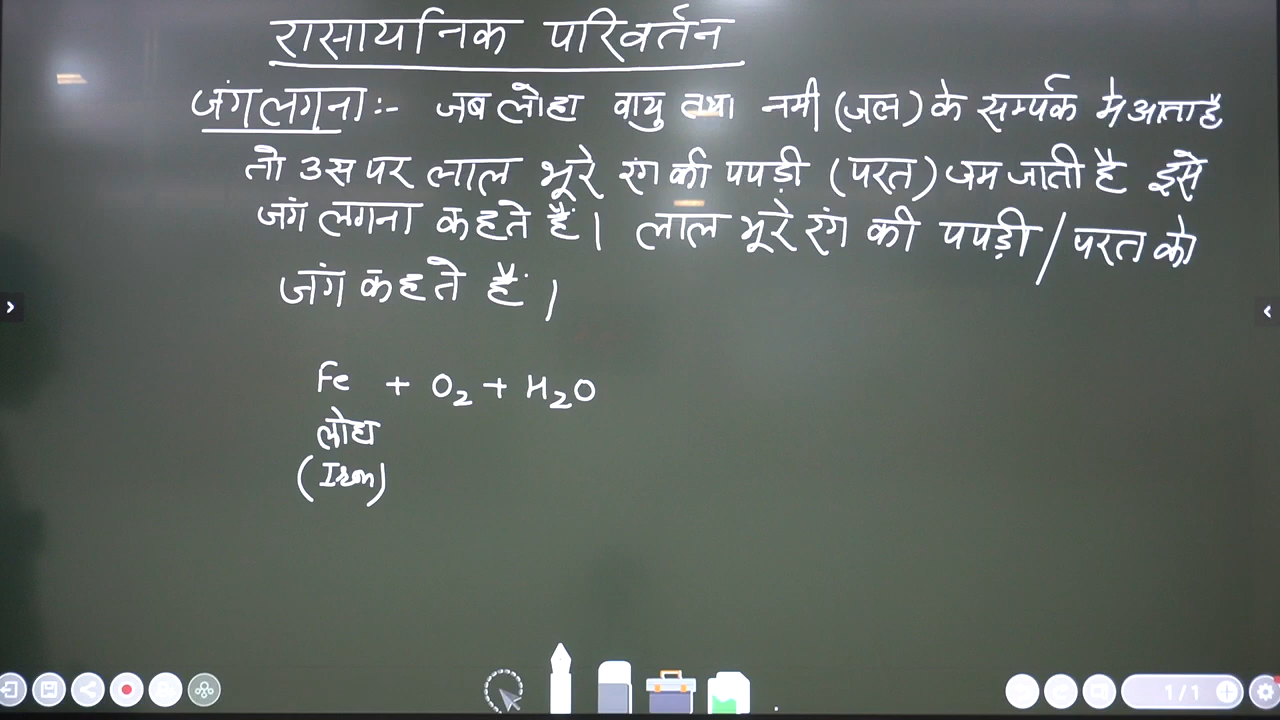 रासायनिक परिवर्तन
जंग लगना :- जब लोहा वायु तथा नमी (जल) के सम्पर्क मे आता है
तो उस पर लाल भूरे रंग की पपड़ी (परत) जम जाती है इसे
जंग लगना कहते हैं। लाल भूरे रंग की पपड़ी / परत को
जंग कहते हैं।
Fe + O2 + H2O
लोहा
(Iron)
1/1